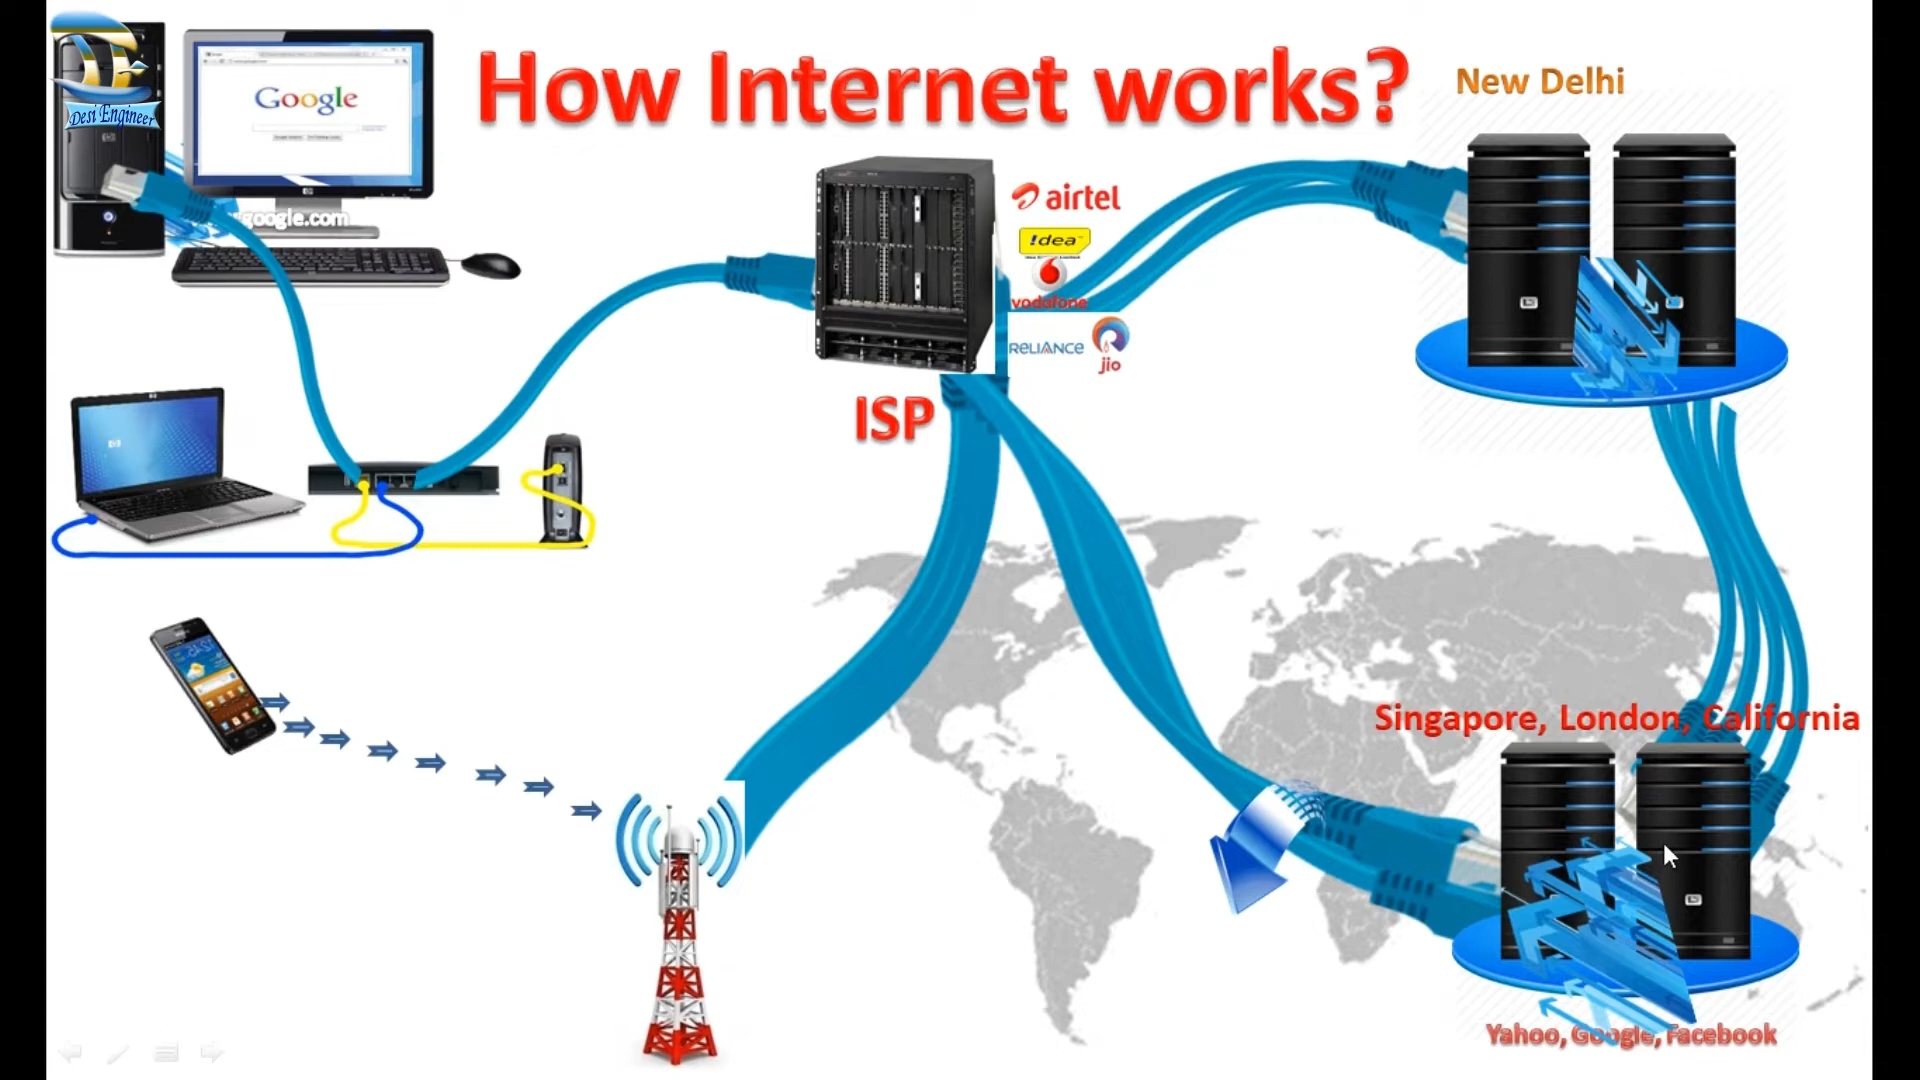 How Internet works?
New Delhi
Desi Engineer
Google
google.com
airtel
!dea
vodafone
RELIANCE
jio
ISP
Singapore, London, California
Yahoo, Google, Facebook